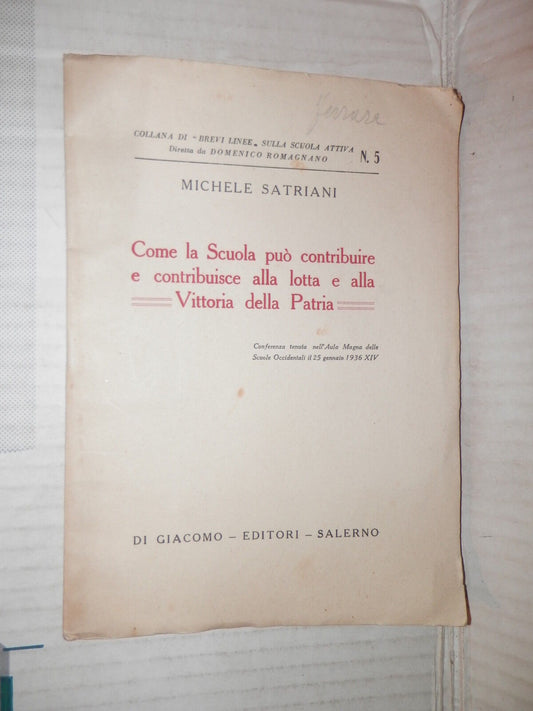 Ferrara
COLLANA DI "BREVI LINEE„ SULLA SCUOLA ATTIVA
Diretta da DOMENICO ROMAGNANO N. 5
MICHELE SATRIANI
Come la Scuola può contribuire
e contribuisce alla lotta e alla
Vittoria della Patria
Conferenza tenuta nell'Aula Magna delle
Scuole Occidentali il 25 gennaio 1936 XIV
DI GIACOMO – EDITORI – SALERNO